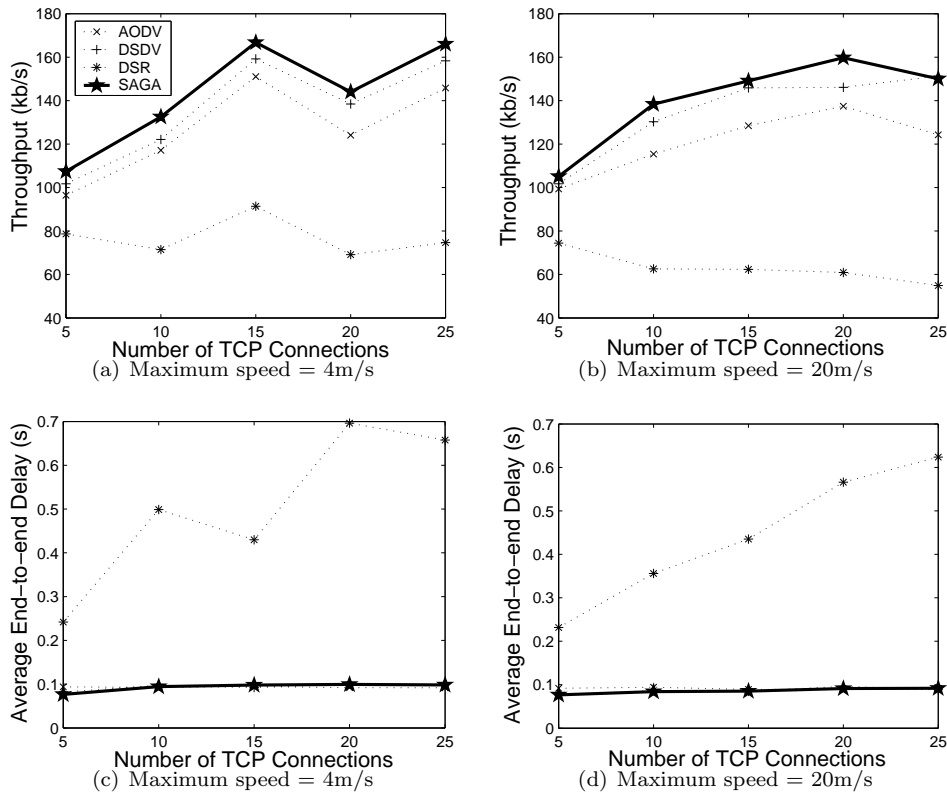 180
160
140
120
100
80
60
40
Throughput (kb/s)
AODV
DSDV
DSR
SAGA
5 10 15 20 25
Number of TCP Connections
(a) Maximum speed = 4m/s
180
160
140
120
100
80
60
40
Throughput (kb/s)
5 10 15 20 25
Number of TCP Connections
(b) Maximum speed = 20m/s
0.7
0.6
0.5
0.4
0.3
0.2
0.1
0
Average End−to−end Delay (s)
5 10 15 20 25
Number of TCP Connections
(c) Maximum speed = 4m/s
0.7
0.6
0.5
0.4
0.3
0.2
0.1
0
Average End−to−end Delay (s)
5 10 15 20 25
Number of TCP Connections
(d) Maximum speed = 20m/s